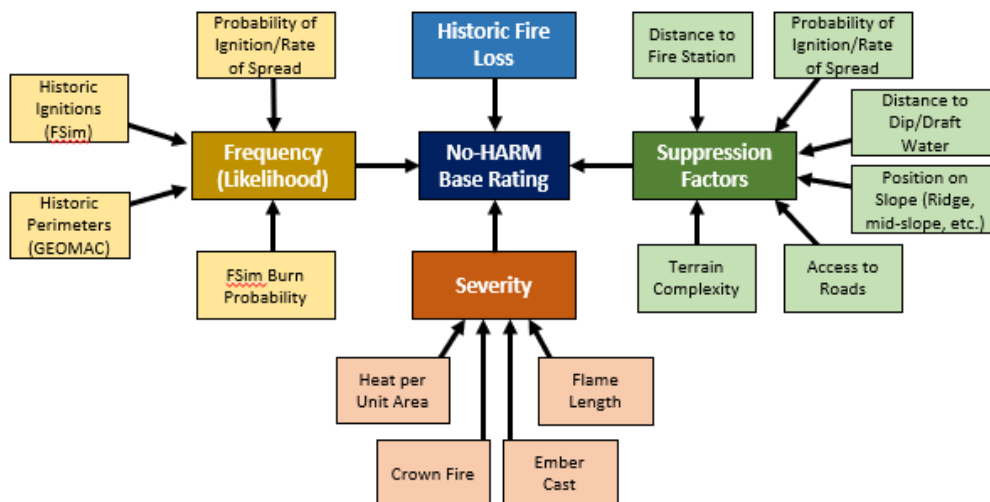 Probability of
Ignition/Rate
of Spread
Historic Fire
Loss
Distance to
Fire Station
Probability of
Ignition/Rate
of Spread
Historic
Ignitions
(FSim)
Distance to
Dip/Draft
Water
Frequency
(Likelihood)
No-HARM
Base Rating
Suppression
Factors
Historic
Perimeters
(GEOMAC)
Position on
Slope (Ridge,
mid-slope, etc.)
FSim Burn
Probability
Severity
Terrain
Complexity
Access to
Roads
Heat per
Unit Area
Flame
Length
Crown Fire
Ember
Cast